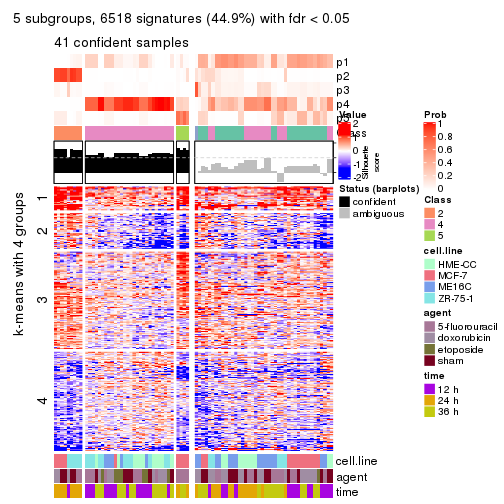 5 subgroups, 6518 signatures (44.9%) with fdr < 0.05
41 confident samples
p1
p2
p3
p4
p5
Class
Silhouette
score
k-means with 4 groups
1
2
3
4
cell.line
agent
time
Value
2
1
0
-1
-2
Status (barplots)
confident
ambiguous
Prob
1
0.8
0.6
0.4
0.2
0
Class
2
4
5
cell.line
HME-CC
MCF-7
ME16C
ZR-75-1
agent
5-fluorouracil
doxorubicin
etoposide
sham
time
12 h
24 h
36 h